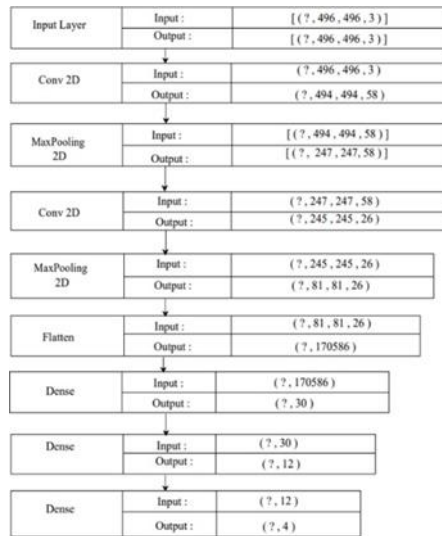 Input Layer
Input :
[ ( ? , 496 , 496 , 3 ) ]
Output :
[ ( ? , 496 , 496 , 3 ) ]
Conv 2D
Input :
( ? , 496 , 496 , 3 )
Output :
( ? , 494 , 494 , 58 )
MaxPooling
2D
Input :
[ ( ? , 494 , 494 , 58 ) ]
Output :
[ ( ? , 247 , 247, 58 ) ]
Conv 2D
Input :
( ? , 247 , 247 , 58 )
Output :
( ? , 245 , 245 , 26 )
MaxPooling
2D
Input :
( ? , 245 , 245 , 26 )
Output :
( ? , 81 , 81 , 26 )
Flatten
Input :
( ? , 81 , 81 , 26 )
Output :
( ? , 170586 )
Dense
Input :
( ? , 170586 )
Output :
( ? , 30 )
Dense
Input :
( ? , 30 )
Output :
( ? , 12 )
Dense
Input :
( ? , 12 )
Output :
( ? , 4 )